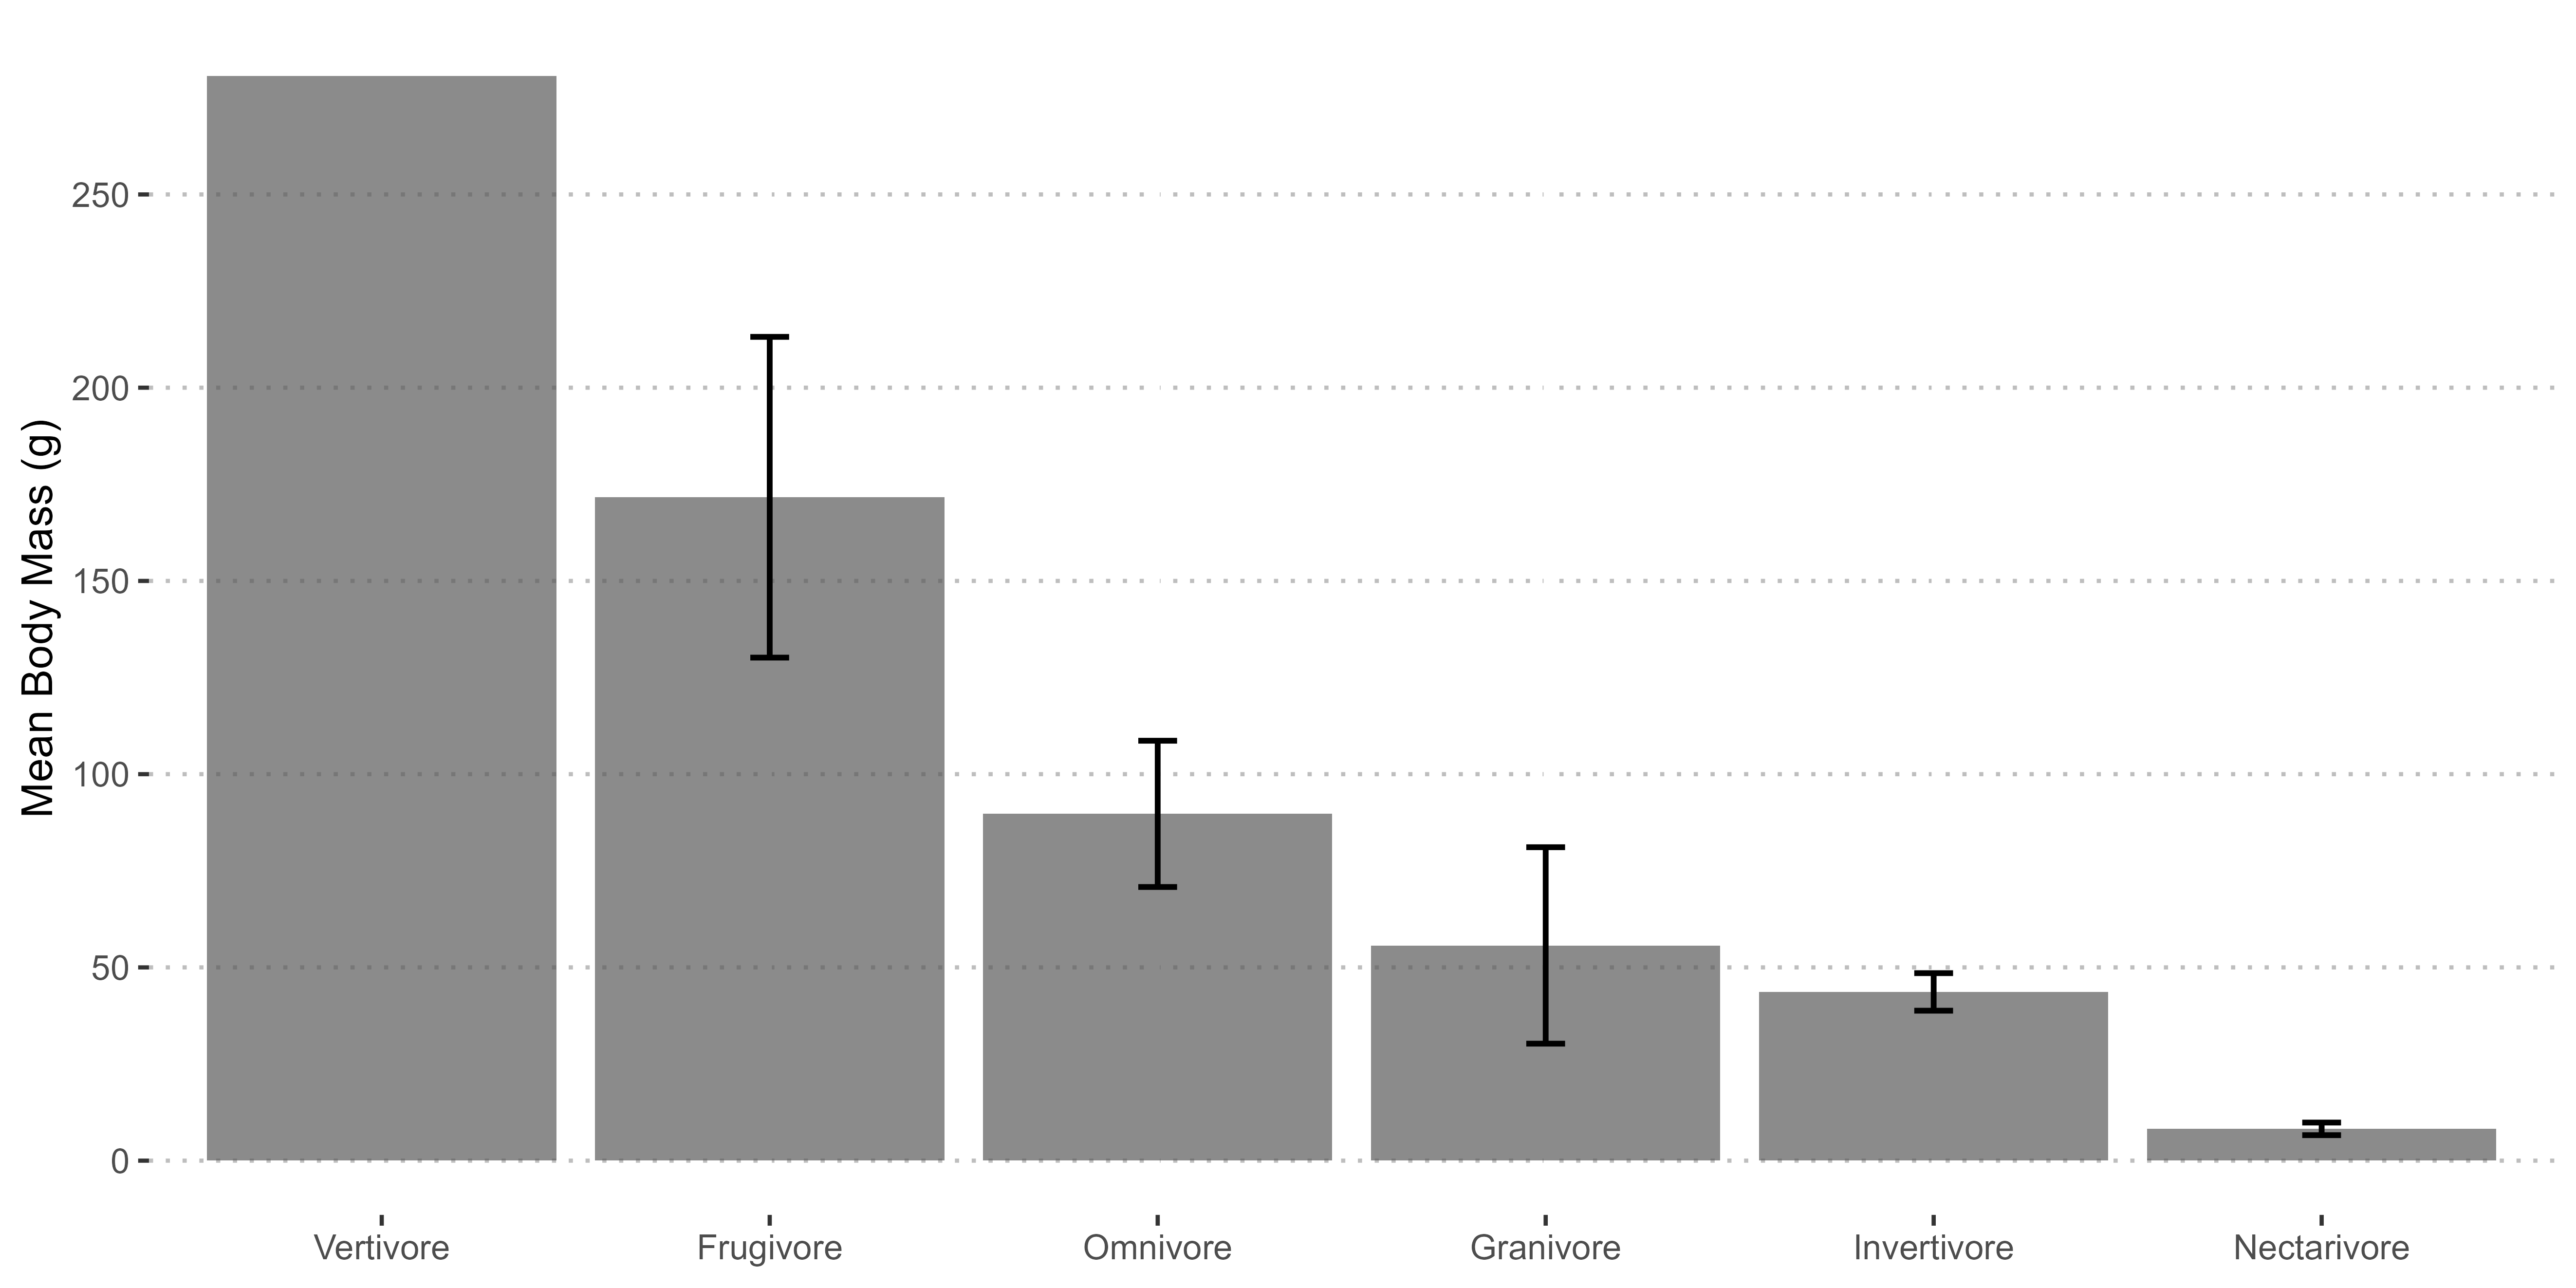 Mean Body Mass (g)
250
200
150
100
50
0
Vertivore
Frugivore
Omnivore
Granivore
Invertivore
Nectarivore